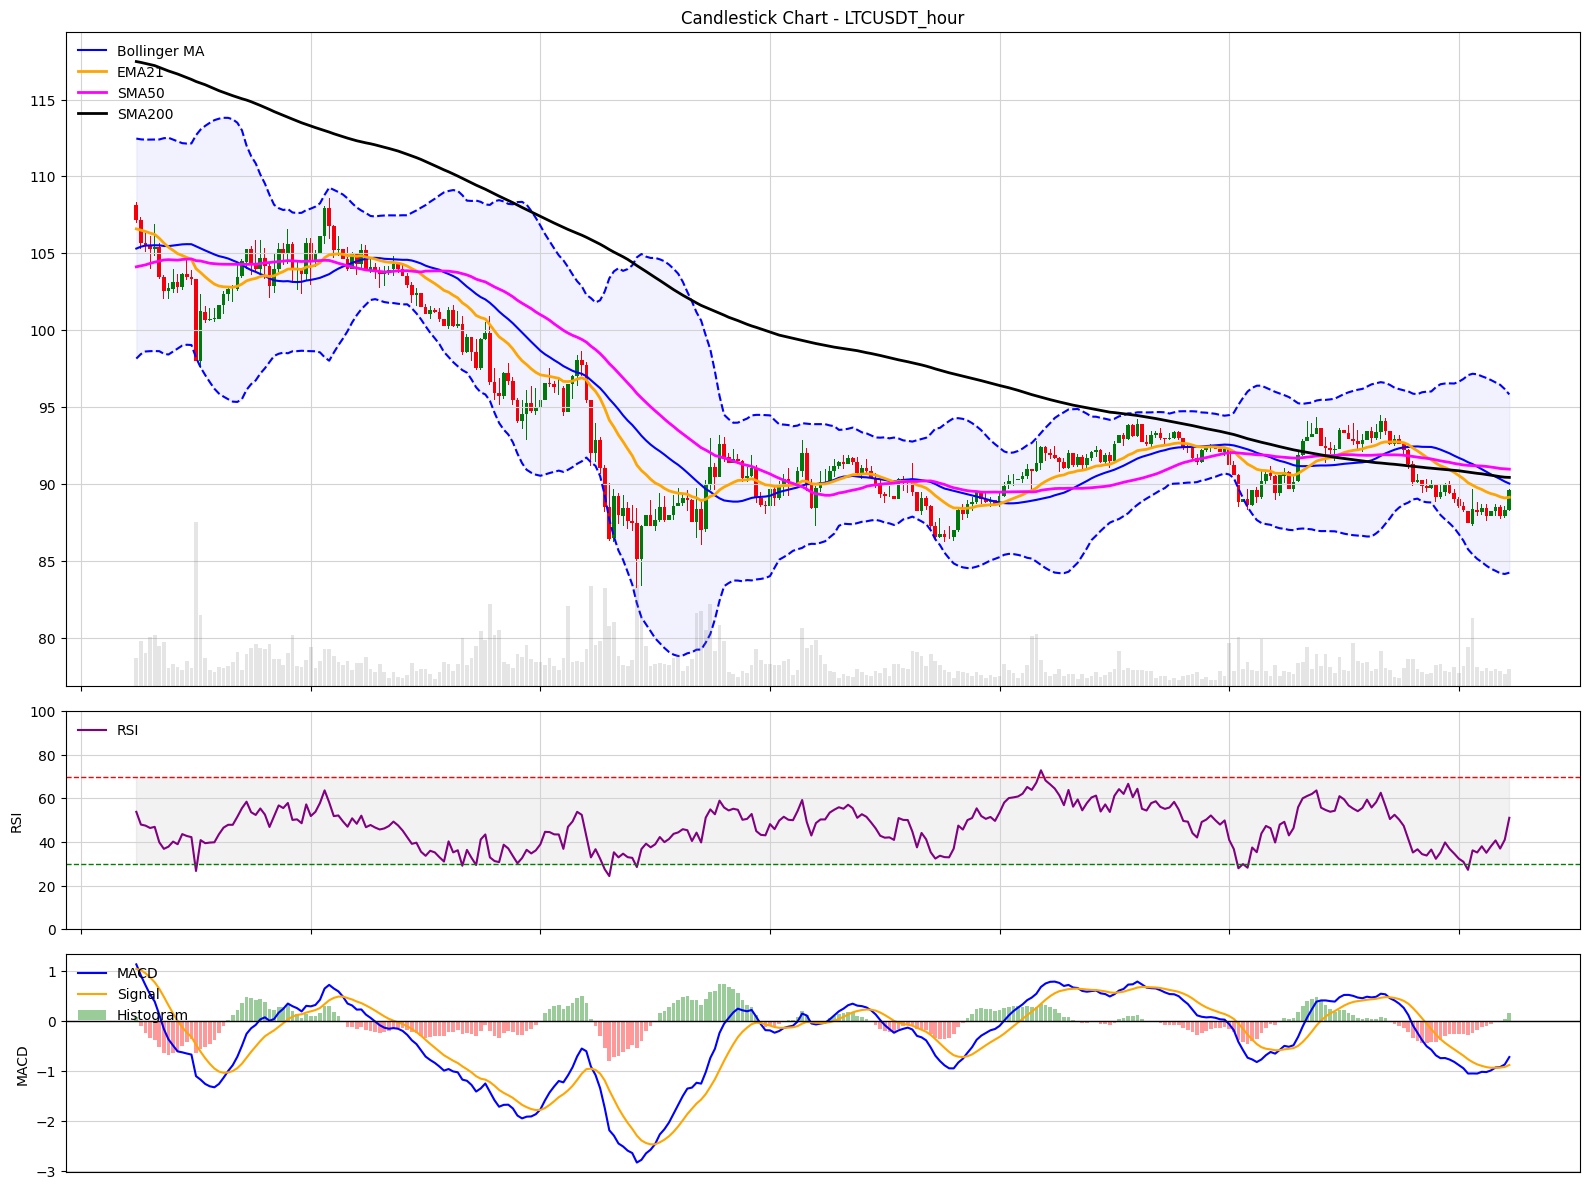 Candlestick Chart - LTCUSDT_hour
Bollinger MA
EMA21
SMA50
SMA200
115
110
105
100
95
90
85
80
RSI
100
80
60
40
20
0
RSI
MACD
Signal
Histogram
1
0
−1
−2
−3
MACD